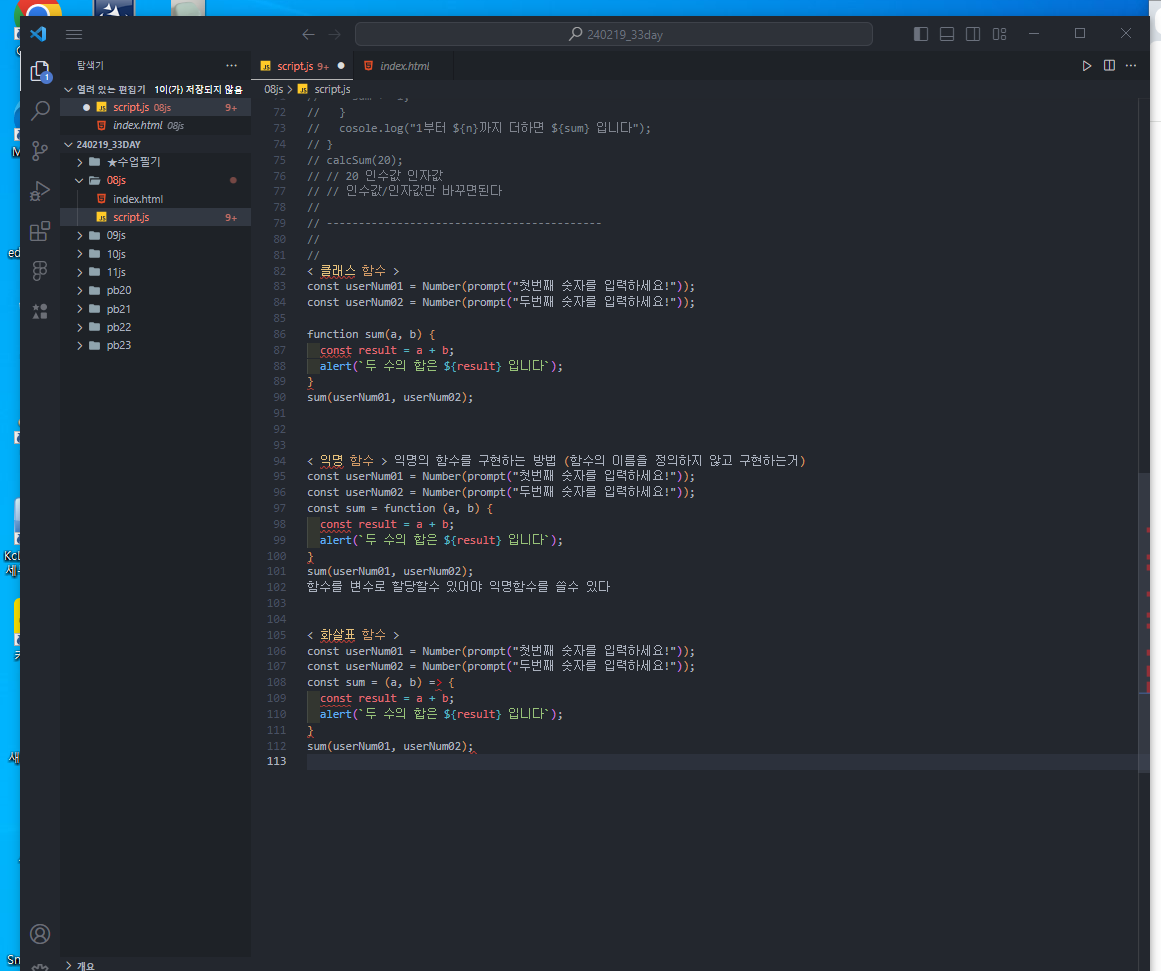 240219_33day
탐색기
script.js 9+
index.html
열려 있는 편집기 1이(가) 저장되지 않음
script.js 08js 9+
index.html 08js
240219_33DAY
★수업필기
08js
index.html
script.js 9+
09js
10js
11js
pb20
pb21
pb22
pb23
개요
08js > script.js
72 //   }
73 //   cosole.log("1부터 ${n}까지 더하면 ${sum} 입니다");
74 // }
75 // calcSum(20);
76 // // 20 인수값 인자값
77 // // 인수값/인자값만 바꾸면된다
78 //
79 // -------------------------------------------
80 //
81 //
82 < 클래스 함수 >
83 const userNum01 = Number(prompt("첫번째 숫자를 입력하세요!"));
84 const userNum02 = Number(prompt("두번째 숫자를 입력하세요!"));
85
86 function sum(a, b) {
87   const result = a + b;
88   alert(`두 수의 합은 ${result} 입니다`);
89 }
90 sum(userNum01, userNum02);
91
92
93
94 < 익명 함수 > 익명의 함수를 구현하는 방법 (함수의 이름을 정의하지 않고 구현하는거)
95 const userNum01 = Number(prompt("첫번째 숫자를 입력하세요!"));
96 const userNum02 = Number(prompt("두번째 숫자를 입력하세요!"));
97 const sum = function (a, b) {
98   const result = a + b;
99   alert(`두 수의 합은 ${result} 입니다`);
100 }
101 sum(userNum01, userNum02);
102 함수를 변수로 할당할수 있어야 익명함수를 쓸수 있다
103
104
105 < 화살표 함수 >
106 const userNum01 = Number(prompt("첫번째 숫자를 입력하세요!"));
107 const userNum02 = Number(prompt("두번째 숫자를 입력하세요!"));
108 const sum = (a, b) => {
109   const result = a + b;
110   alert(`두 수의 합은 ${result} 입니다`);
111 }
112 sum(userNum01, userNum02);
113